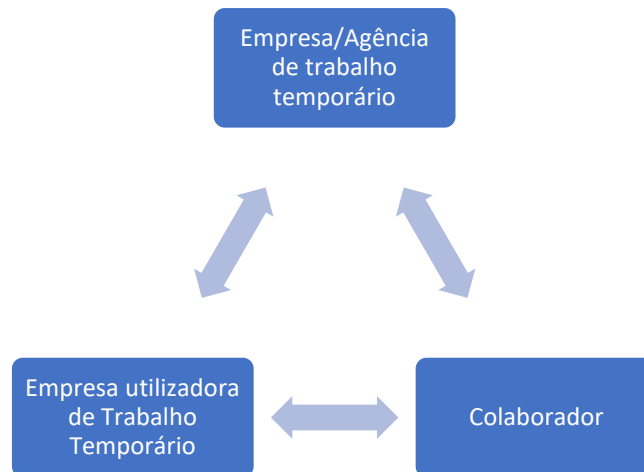 Empresa/Agência
de trabalho
temporário
Empresa utilizadora
de Trabalho
Temporário
Colaborador